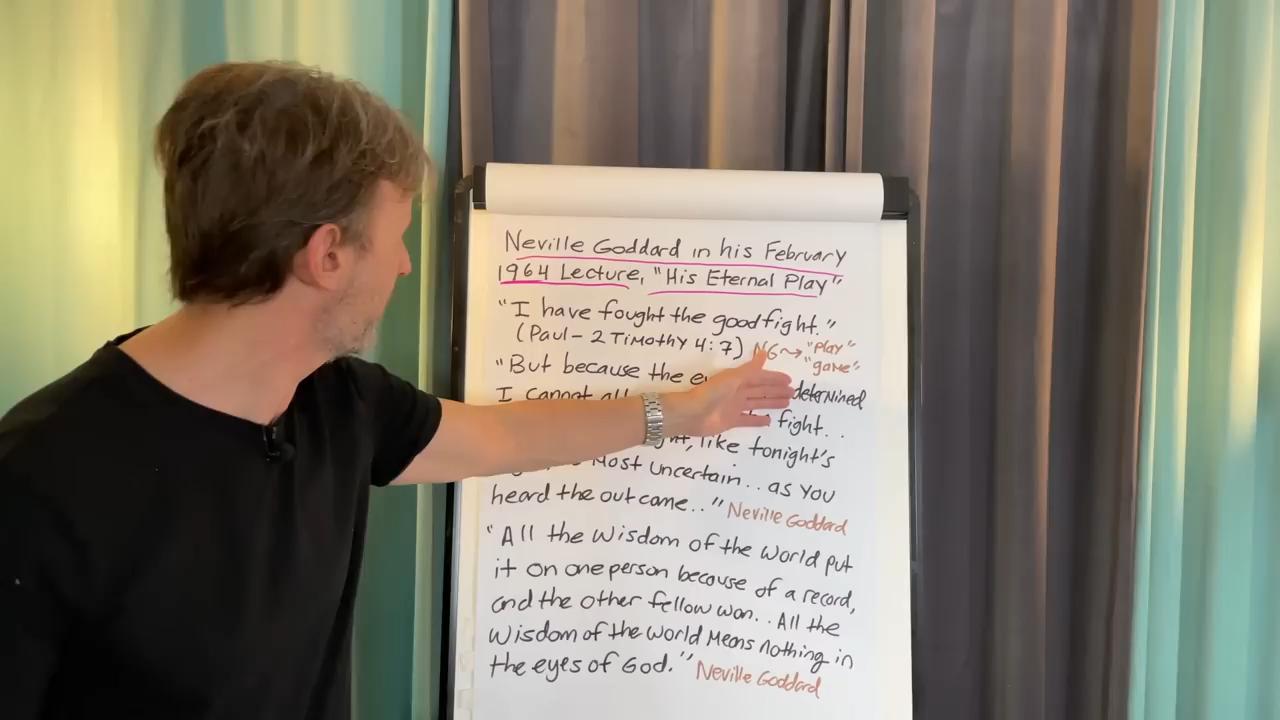 Neville Goddard in his February
1964 Lecture, "His Eternal Play"
"I have fought the good fight."
(Paul - 2 Timothy 4:7) NG → "play"
"game"
"But because the
I cannot determined
fight..
like tonight's
most uncertain.. as you
heard the outcome.." Neville Goddard
"All the wisdom of the world put
it on one person because of a record,
and the other fellow won.. All the
wisdom of the world means nothing in
the eyes of God." Neville Goddard